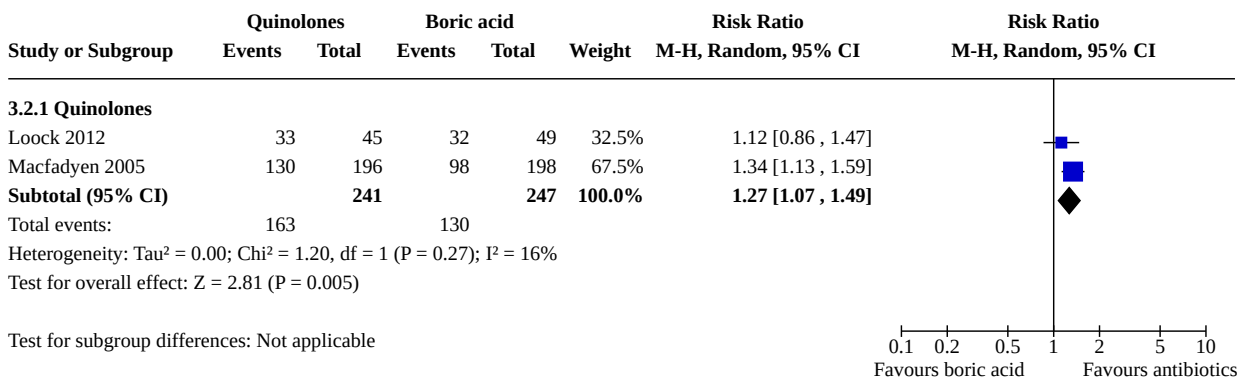 Quinolones Boric acid Risk Ratio Risk Ratio
Study or Subgroup Events Total Events Total Weight M-H, Random, 95% CI M-H, Random, 95% CI
3.2.1 Quinolones
Loock 2012 33 45 32 49 32.5% 1.12 [0.86 , 1.47]
Macfadyen 2005 130 196 98 198 67.5% 1.34 [1.13 , 1.59]
Subtotal (95% CI) 241 247 100.0% 1.27 [1.07 , 1.49]
Total events: 163 130
Heterogeneity: Tau² = 0.00; Chi² = 1.20, df = 1 (P = 0.27); I² = 16%
Test for overall effect: Z = 2.81 (P = 0.005)
Test for subgroup differences: Not applicable
0.1 0.2 0.5 1 2 5 10
Favours boric acid Favours antibiotics